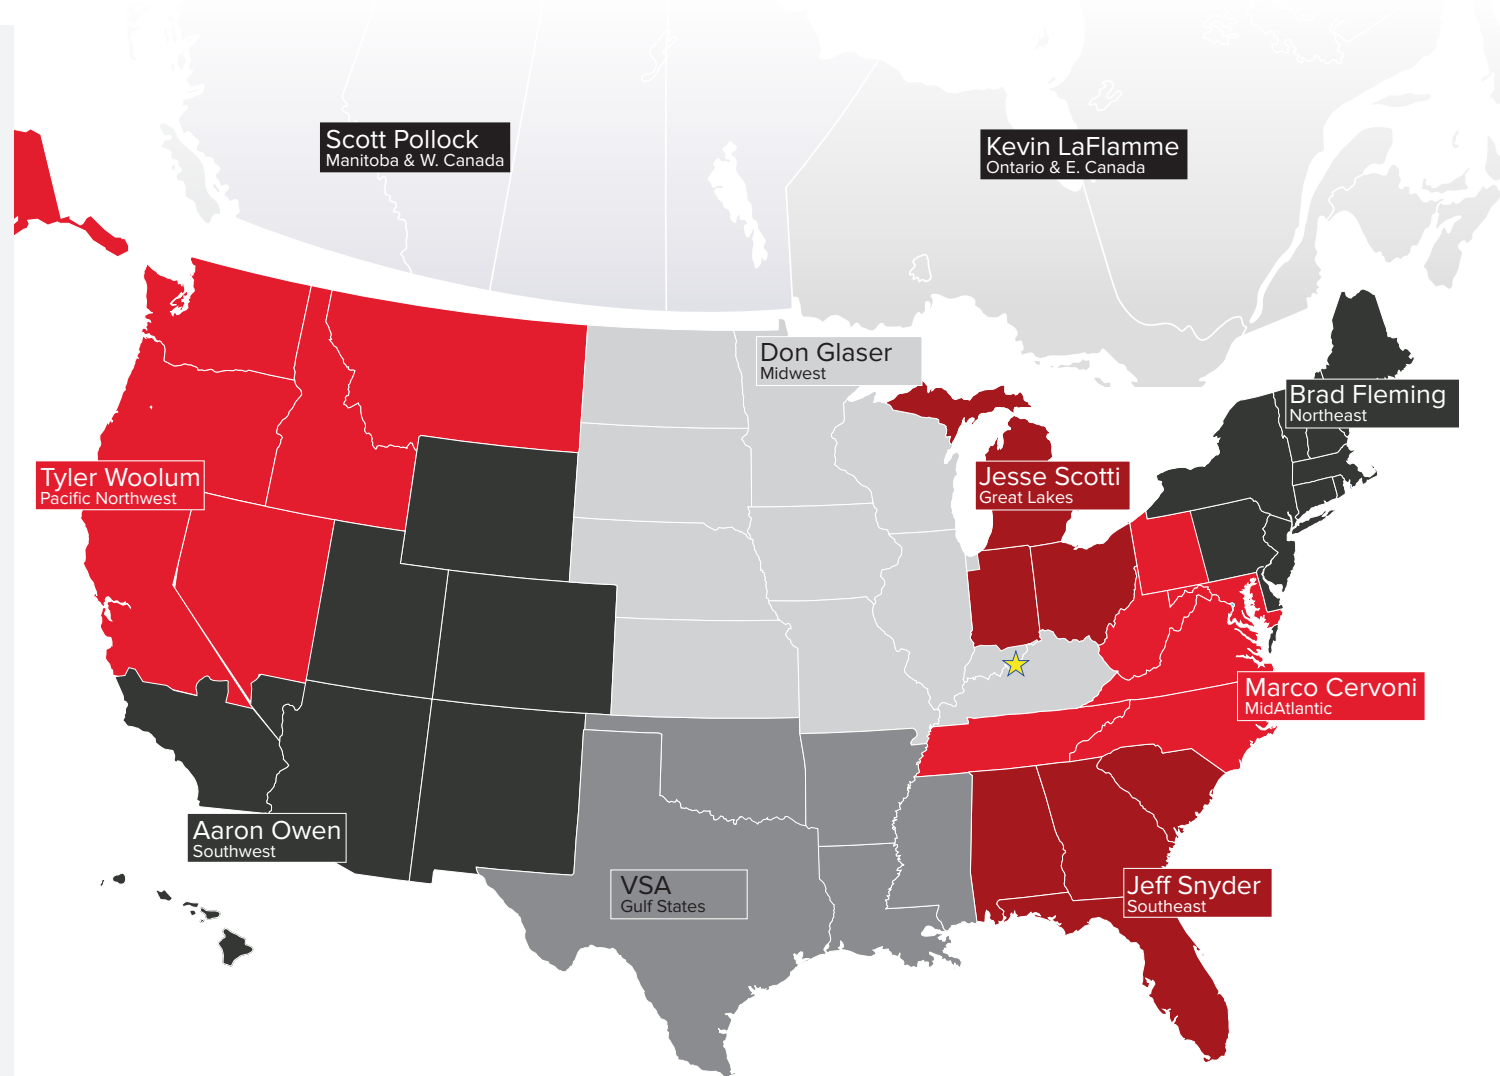 Scott Pollock
Manitoba & W. Canada
Kevin LaFlamme
Ontario & E. Canada
Don Glaser
Midwest
Brad Fleming
Northeast
Tyler Woolum
Pacific Northwest
Jesse Scotti
Great Lakes
Marco Cervoni
MidAtlantic
Aaron Owen
Southwest
VSA
Gulf States
Jeff Snyder
Southeast